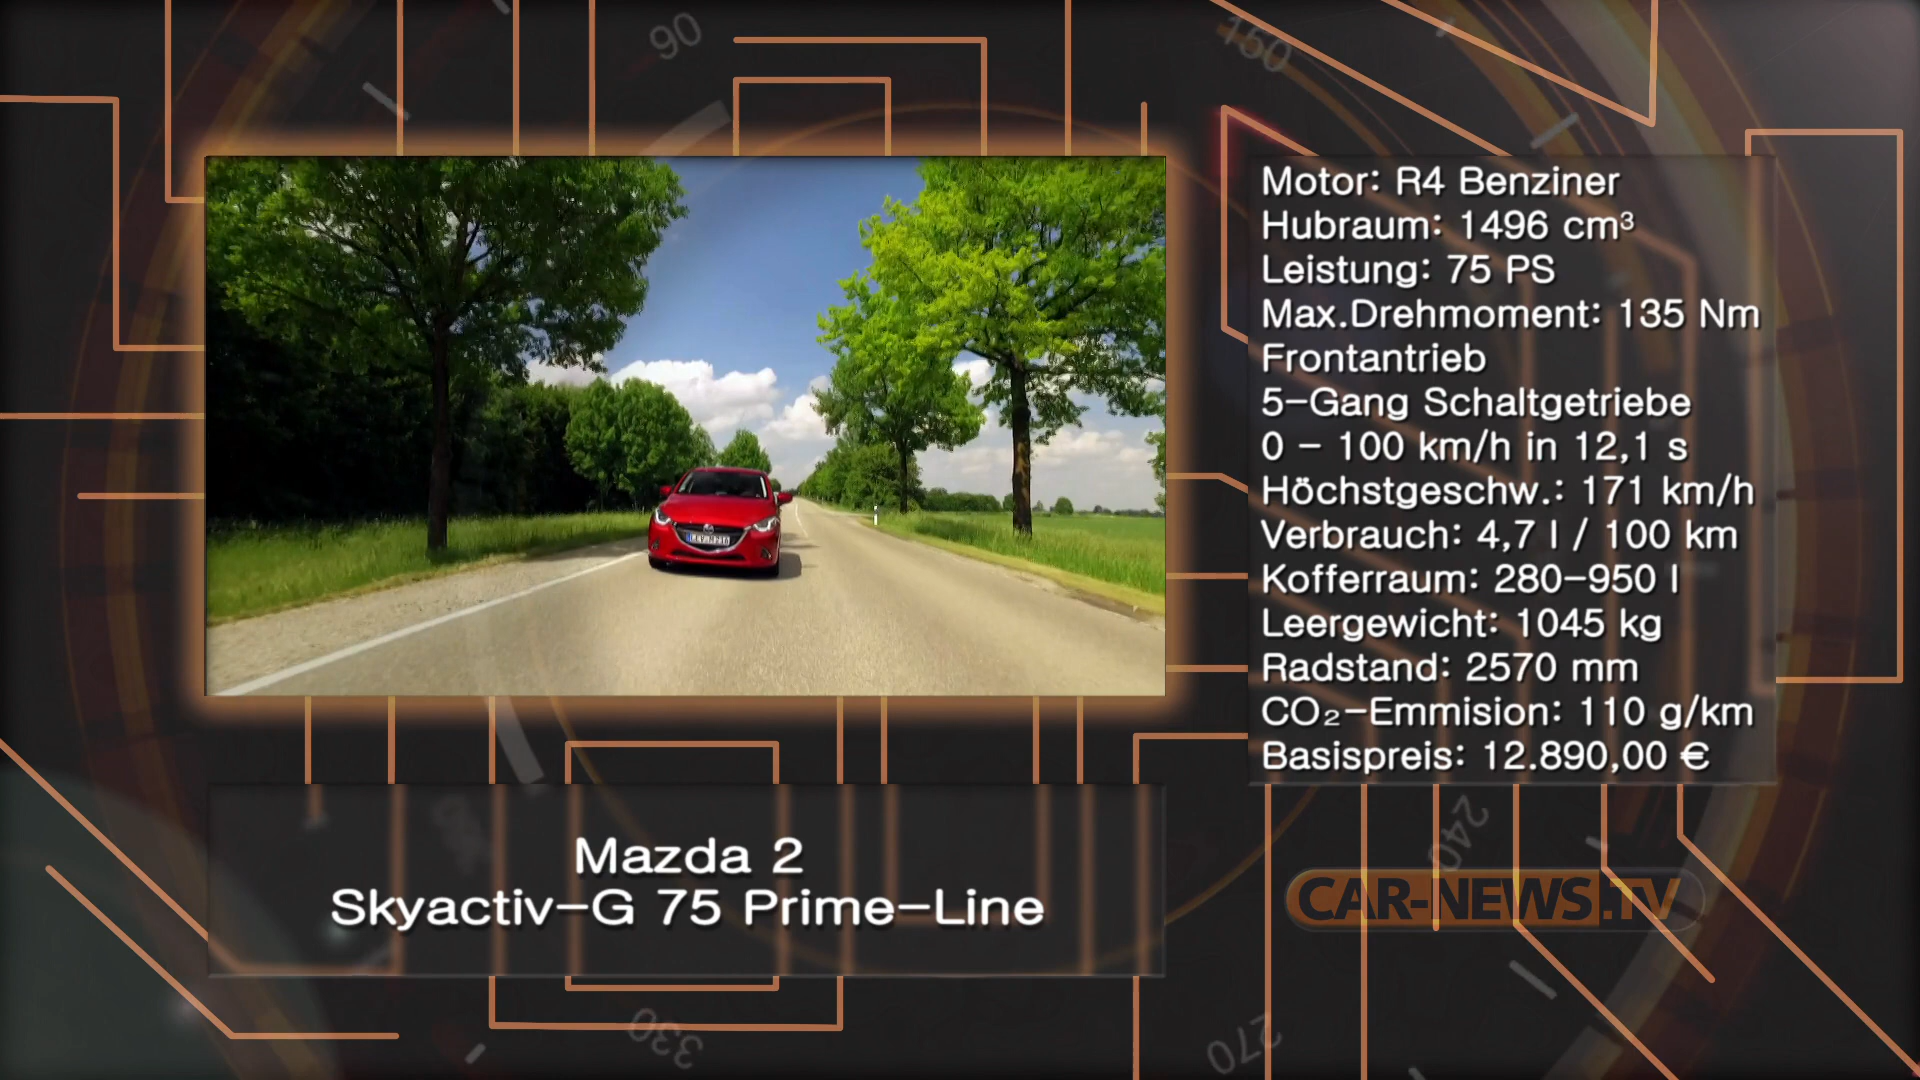 90
150
Motor: R4 Benziner
Hubraum: 1496 cm³
Leistung: 75 PS
Max.Drehmoment: 135 Nm
Frontantrieb
5-Gang Schaltgetriebe
0 - 100 km/h in 12,1 s
Höchstgeschw.: 171 km/h
Verbrauch: 4,7 l / 100 km
Kofferraum: 280-950 l
Leergewicht: 1045 kg
Radstand: 2570 mm
CO₂-Emmision: 110 g/km
Basispreis: 12.890,00 €
LEV·M 216
Mazda 2
Skyactiv-G 75 Prime-Line
240
CAR-NEWS.TV
330
270